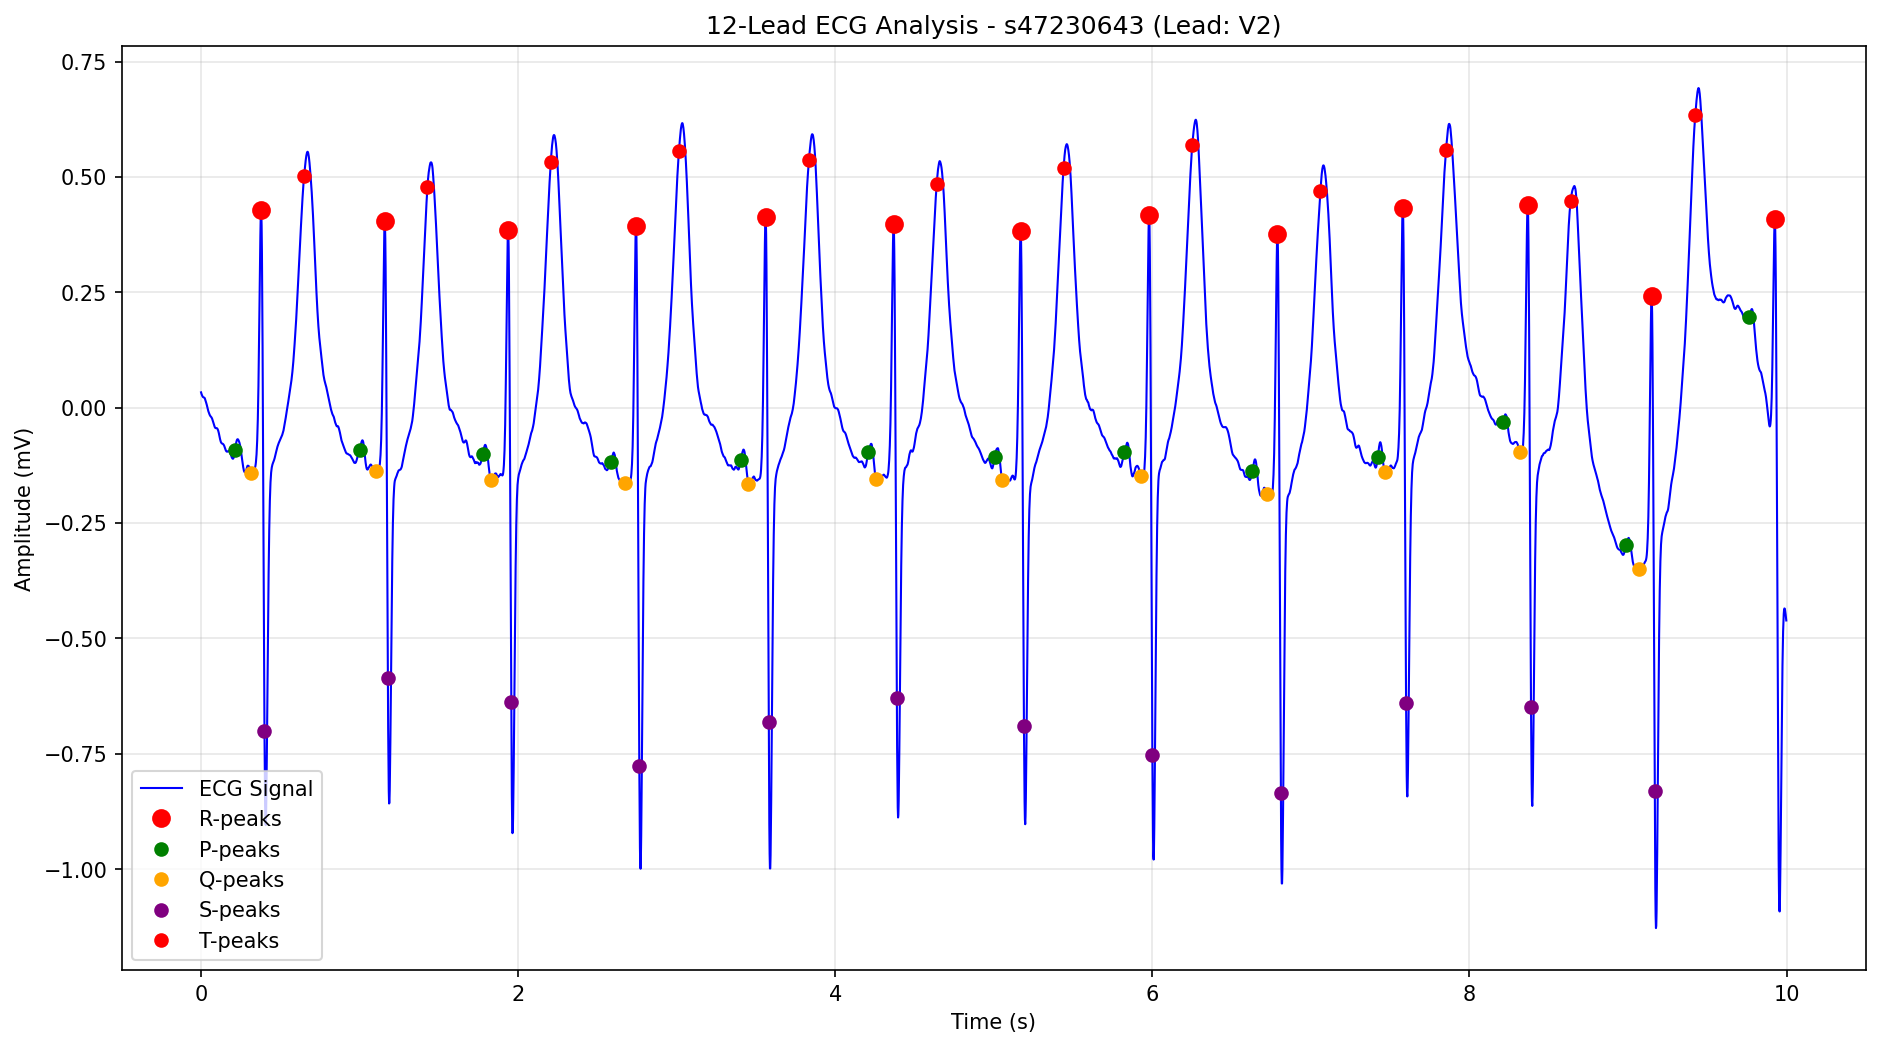 12-Lead ECG Analysis - s47230643 (Lead: V2)
Amplitude (mV)
0.75
0.50
0.25
0.00
−0.25
−0.50
−0.75
−1.00
ECG Signal
R-peaks
P-peaks
Q-peaks
S-peaks
T-peaks
0 2 4 6 8 10
Time (s)